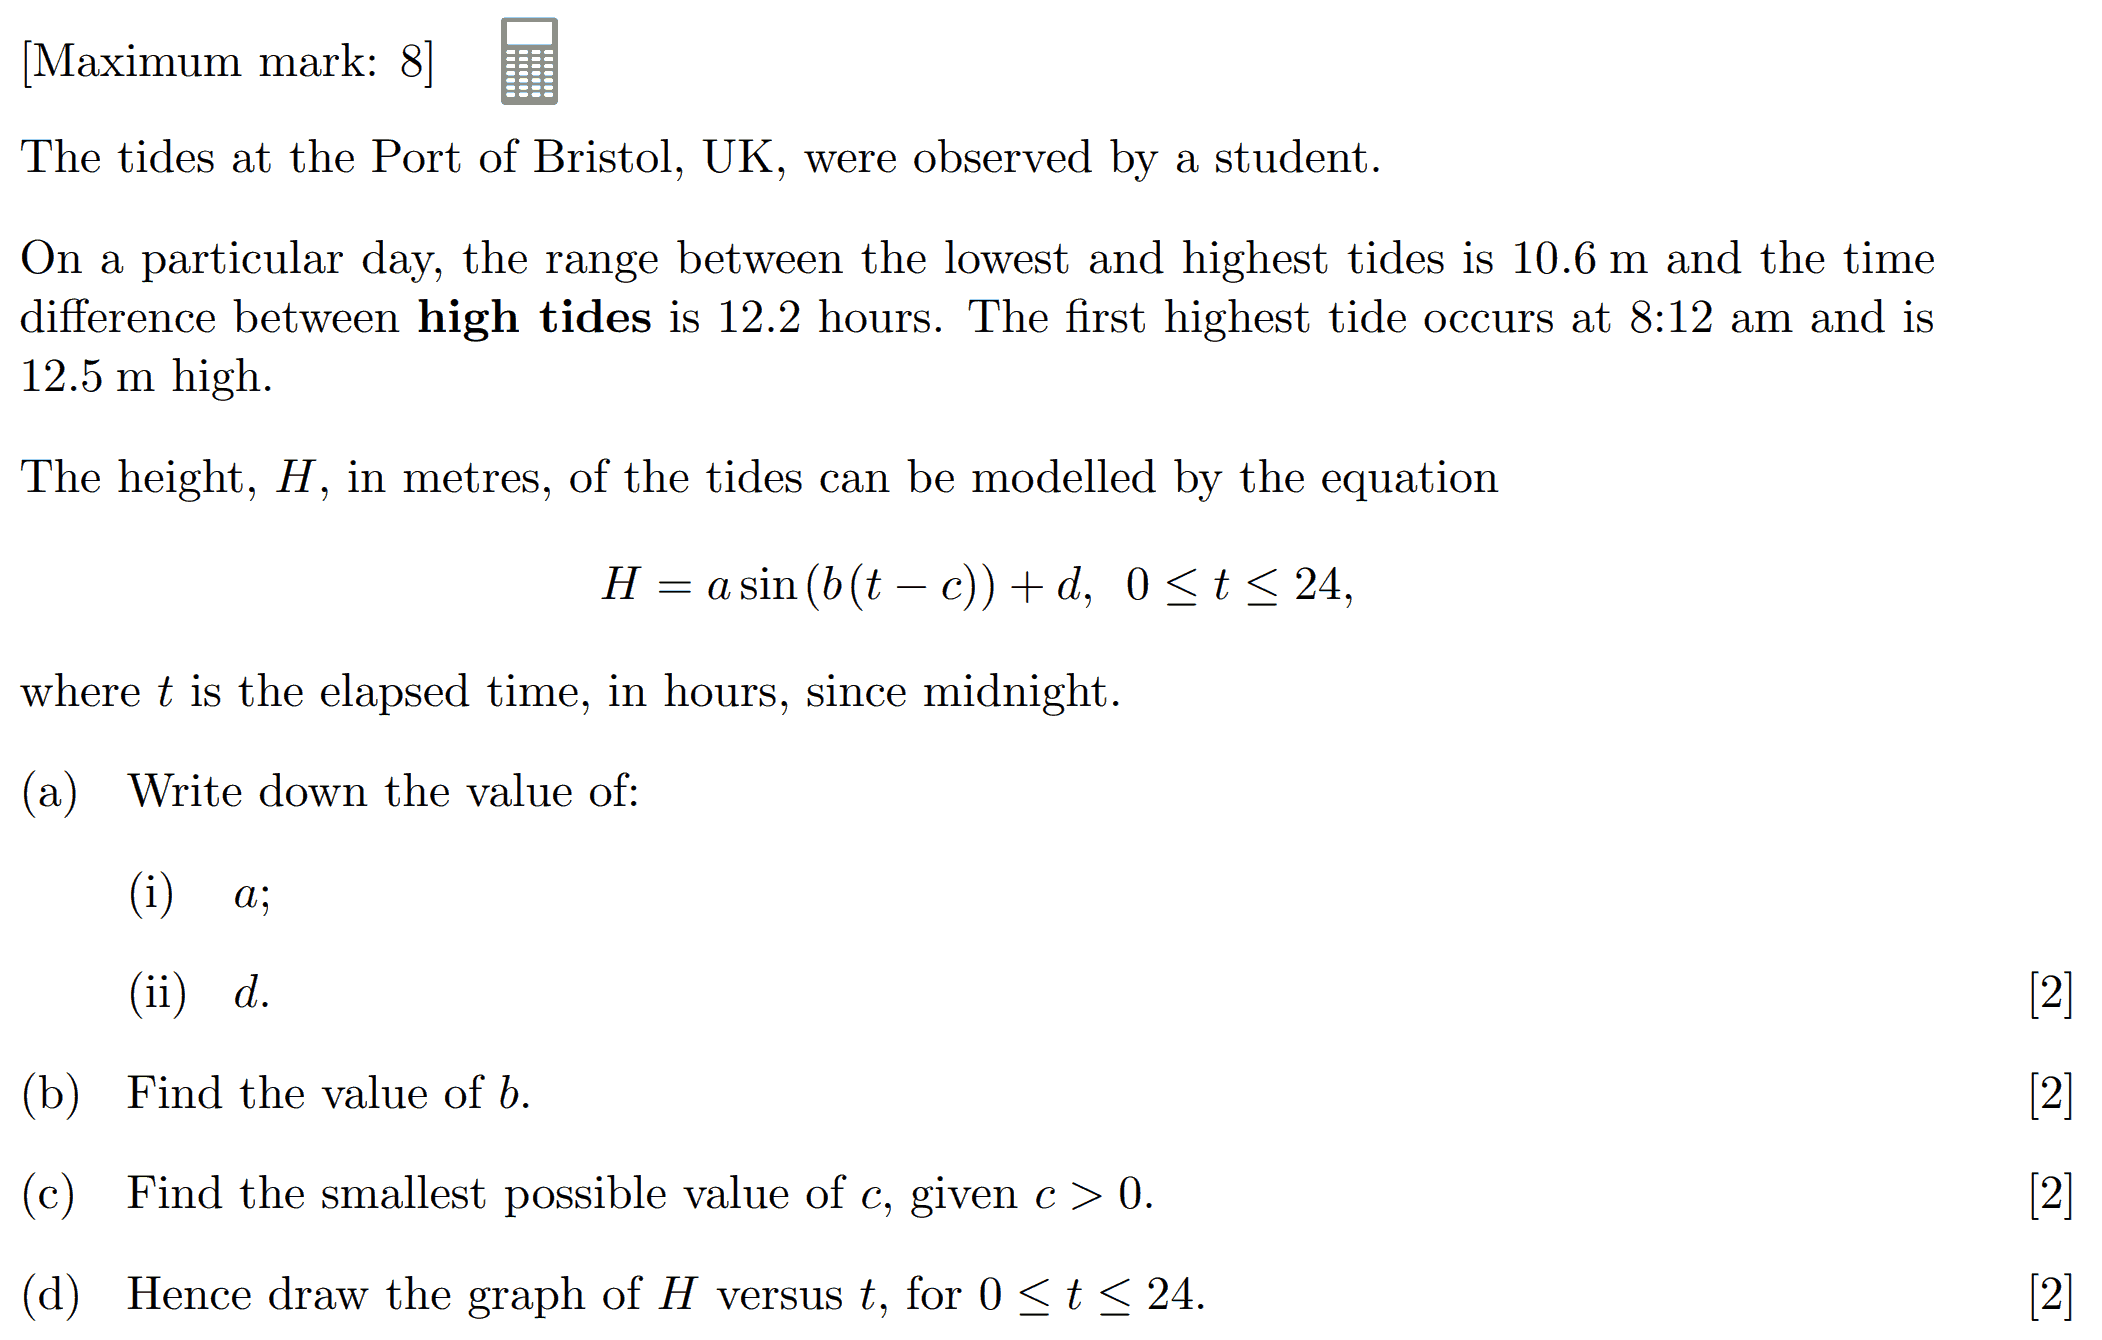 [Maximum mark: 8]
The tides at the Port of Bristol, UK, were observed by a student.
On a particular day, the range between the lowest and highest tides is 10.6 m and the time
difference between high tides is 12.2 hours. The first highest tide occurs at 8:12 am and is
12.5 m high.
The height, H, in metres, of the tides can be modelled by the equation
H = a sin(b(t − c)) + d, 0 ≤ t ≤ 24,
where t is the elapsed time, in hours, since midnight.
(a) Write down the value of:
(i) a;
(ii) d. [2]
(b) Find the value of b. [2]
(c) Find the smallest possible value of c, given c > 0. [2]
(d) Hence draw the graph of H versus t, for 0 ≤ t ≤ 24. [2]